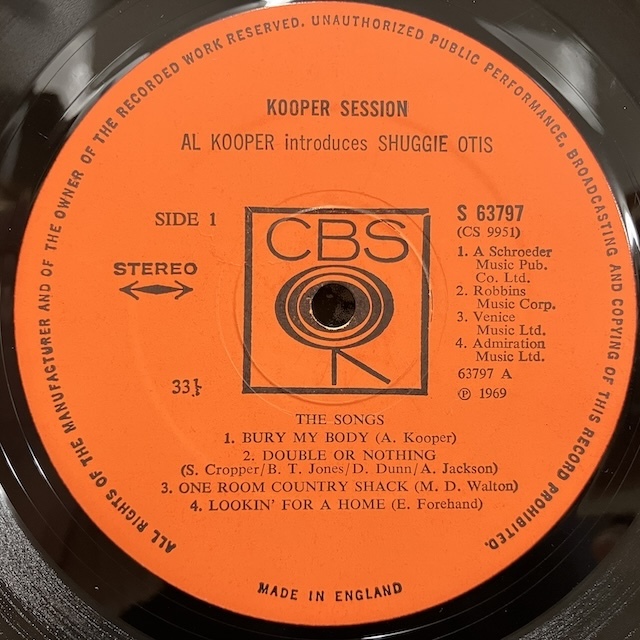 ALL RIGHTS OF THE MANUFACTURER AND OF THE OWNER OF THE RECORDED WORK RESERVED. UNAUTHORIZED PUBLIC PERFORMANCE, BROADCASTING AND COPYING OF THIS RECORD PROHIBITED.
KOOPER SESSION
AL KOOPER introduces SHUGGIE OTIS
SIDE 1
STEREO
33⅓
CBS
S 63797
(CS 9951)
1. A Schroeder
Music Pub.
Co. Ltd.
2. Robbins
Music Corp.
3. Venice
Music Ltd.
4. Admiration
Music Ltd.
63797 A
℗ 1969
THE SONGS
1. BURY MY BODY (A. Kooper)
2. DOUBLE OR NOTHING
(S. Cropper/B. T. Jones/D. Dunn/A. Jackson)
3. ONE ROOM COUNTRY SHACK (M. D. Walton)
4. LOOKIN' FOR A HOME (E. Forehand)
MADE IN ENGLAND